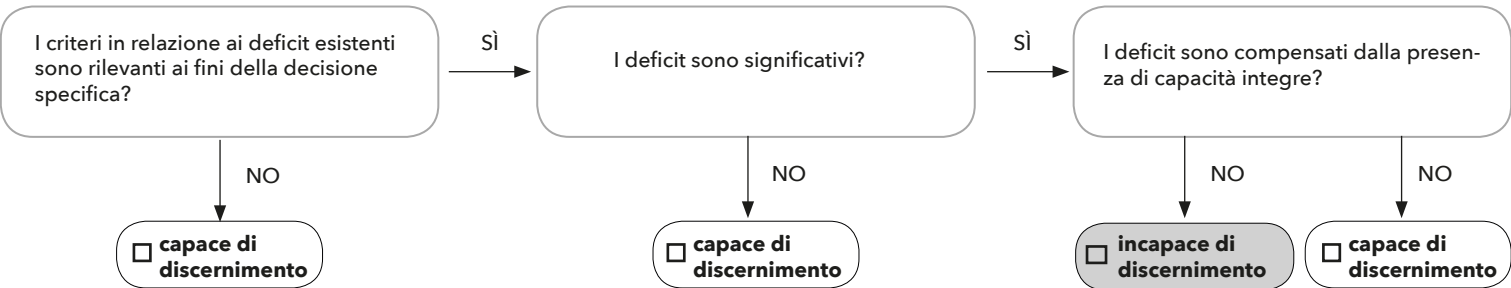 I criteri in relazione ai deficit esistenti
sono rilevanti ai fini della decisione
specifica?
SÌ
I deficit sono significativi?
SÌ
I deficit sono compensati dalla presen-
za di capacità integre?
NO
NO
NO
NO
capace di
discernimento
capace di
discernimento
incapace di
discernimento
capace di
discernimento